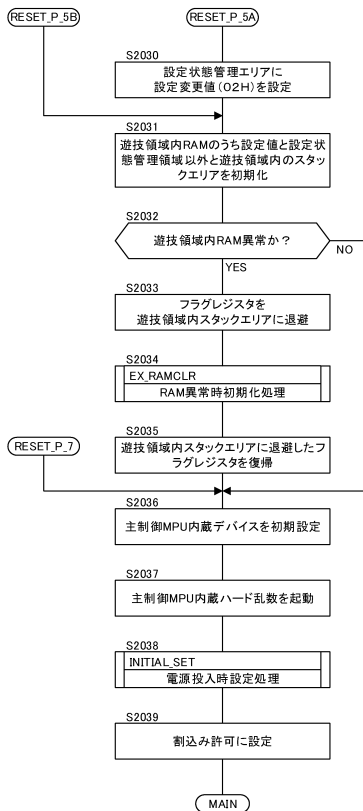 RESET_P_5B
RESET_P_5A
S2030
設定状態管理エリアに
設定変更値(02H)を設定
S2031
遊技領域内RAMのうち設定値と設定状
態管理領域以外と遊技領域内のスタッ
クエリアを初期化
S2032
遊技領域内RAM異常か？
NO
YES
S2033
フラグレジスタを
遊技領域内スタックエリアに退避
S2034
EX_RAMCLR
RAM異常時初期化処理
S2035
RESET_P_7
遊技領域内スタックエリアに退避したフ
ラグレジスタを復帰
S2036
主制御MPU内蔵デバイスを初期設定
S2037
主制御MPU内蔵ハード乱数を起動
S2038
INITIAL_SET
電源投入時設定処理
S2039
割込み許可に設定
MAIN